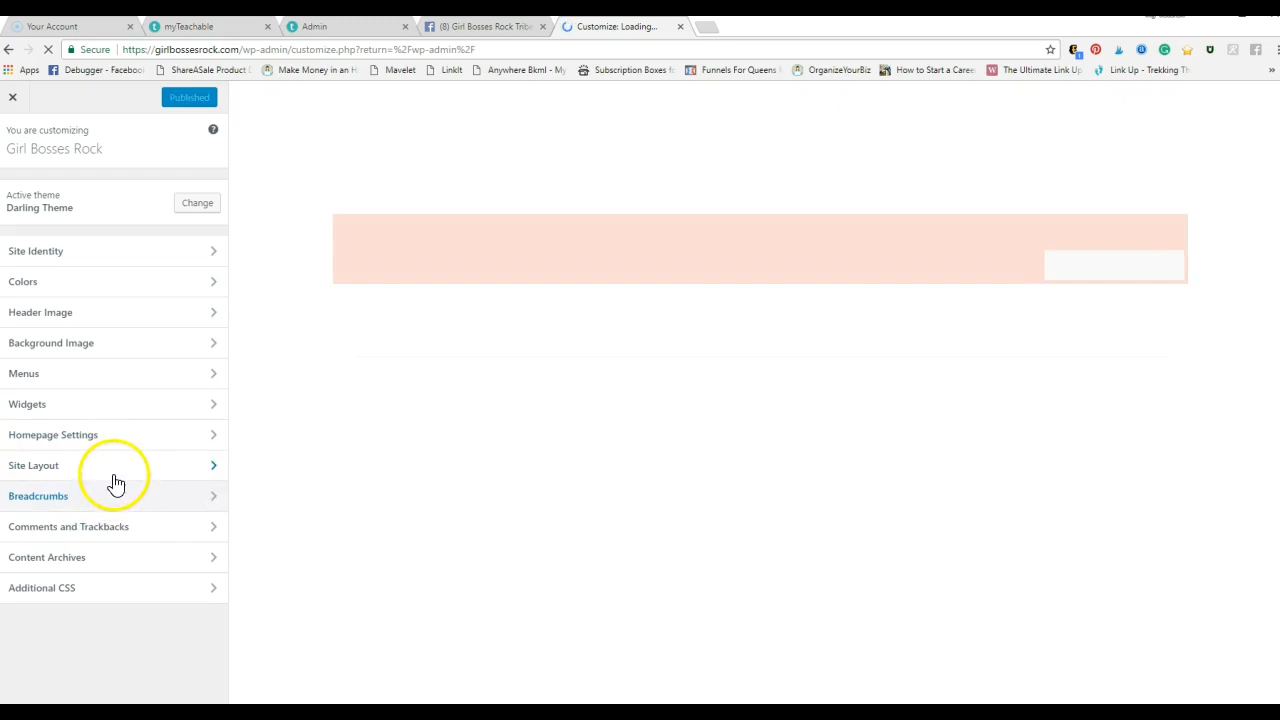 Your Account
myTeachable
Admin
(8) Girl Bosses Rock Tribe
Customize: Loading...
Secure https://girlbossesrock.com/wp-admin/customize.php?return=%2Fwp-admin%2F
Apps Debugger - Faceboo ShareASale Product Make Money in an H Mavelet LinkIt Anywhere Bkml - My Subscription Boxes fo Funnels For Queens OrganizeYourBiz How to Start a Caree The Ultimate Link Up Link Up - Trekking Th »
Published
You are customizing
Girl Bosses Rock
Active theme
Darling Theme
Change
Site Identity
Colors
Header Image
Background Image
Menus
Widgets
Homepage Settings
Site Layout
Breadcrumbs
Comments and Trackbacks
Content Archives
Additional CSS